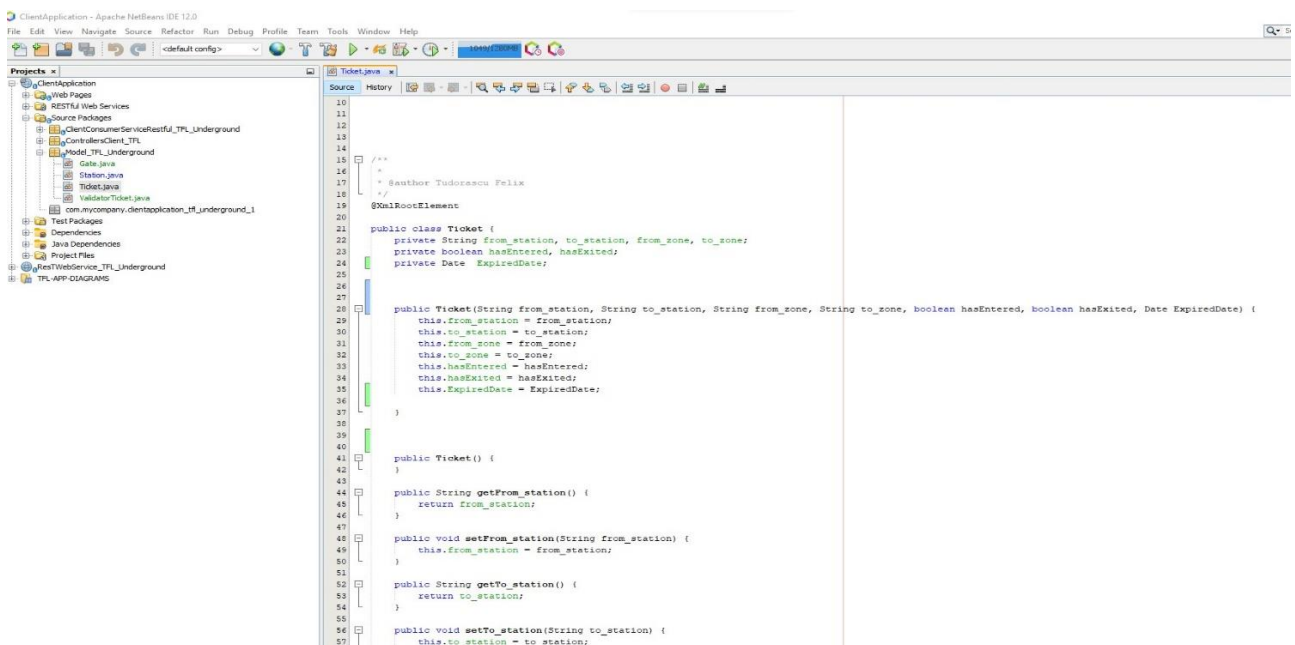 ClientApplication - Apache NetBeans IDE 12.0
File Edit View Navigate Source Refactor Run Debug Profile Team Tools Window Help
<default config>
Projects
Ticket.java
ClientApplication
Web Pages
RESTful Web Services
Source Packages
ClientConsumerServiceRestful_TFL_Underground
ControllersClient_TFL
Model_TFL_Underground
Gate.java
Station.java
Ticket.java
ValidatorTicket.java
com.mycompany.clientapplication_tfl_underground_1
Test Packages
Dependencies
Java Dependencies
Project Files
ResTWebService_TFL_Underground
TFL-APP-DIAGRAMS
Source History
10
11
12
13
14
15 /**
16 *
17 * @author Tudorascu Felix
18 */
19 @XmlRootElement
20
21 public class Ticket {
22 private String from_station, to_station, from_zone, to_zone;
23 private boolean hasEntered, hasExited;
24 private Date ExpiredDate;
25
26
27
28 public Ticket(String from_station, String to_station, String from_zone, String to_zone, boolean hasEntered, boolean hasExited, Date ExpiredDate) {
29 this.from_station = from_station;
30 this.to_station = to_station;
31 this.from_zone = from_zone;
32 this.to_zone = to_zone;
33 this.hasEntered = hasEntered;
34 this.hasExited = hasExited;
35 this.ExpiredDate = ExpiredDate;
36
37 }
38
39
40
41 public Ticket() {
42 }
43
44 public String getFrom_station() {
45 return from_station;
46 }
47
48 public void setFrom_station(String from_station) {
49 this.from_station = from_station;
50 }
51
52 public String getTo_station() {
53 return to_station;
54 }
55
56 public void setTo_station(String to_station) {
57 this.to_station = to_station;